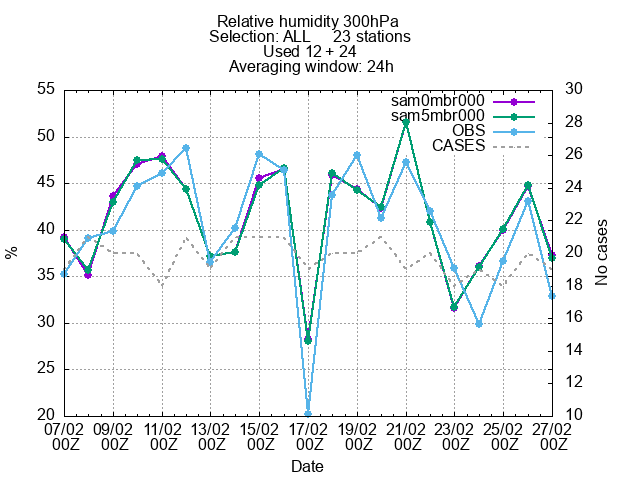 Relative humidity 300hPa
Selection: ALL 23 stations
Used 12 + 24
Averaging window: 24h
sam0mbr000
sam5mbr000
OBS
CASES
55
50
45
40
35
30
25
20
%
30
28
26
24
22
20
18
16
14
12
10
No cases
07/02 09/02 11/02 13/02 15/02 17/02 19/02 21/02 23/02 25/02 27/02
00Z 00Z 00Z 00Z 00Z 00Z 00Z 00Z 00Z 00Z 00Z
Date